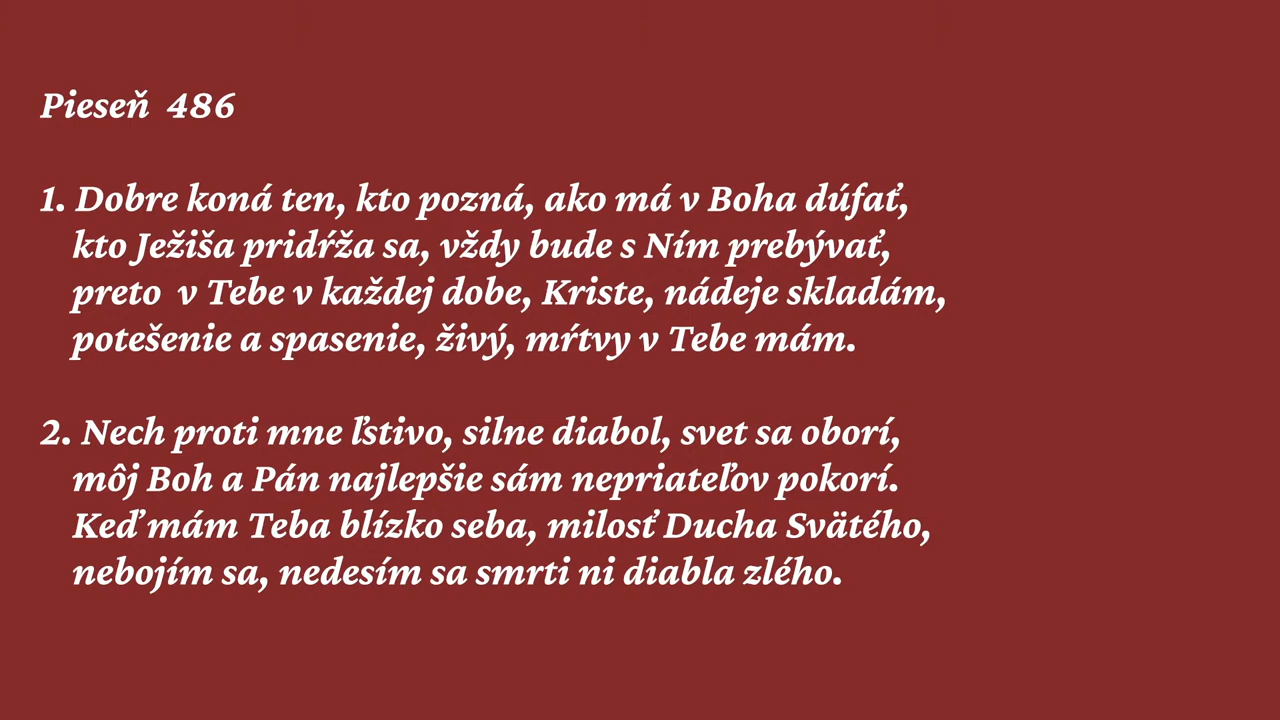 Pieseň 486
1. Dobre koná ten, kto pozná, ako má v Boha dúfať,
kto Ježiša pridŕža sa, vždy bude s Ním prebývať,
preto v Tebe v každej dobe, Kriste, nádeje skladám,
potešenie a spasenie, živý, mŕtvy v Tebe mám.
2. Nech proti mne ľstivo, silne diabol, svet sa oborí,
môj Boh a Pán najlepšie sám nepriateľov pokorí.
Keď mám Teba blízko seba, milosť Ducha Svätého,
nebojím sa, nedesím sa smrti ni diabla zlého.